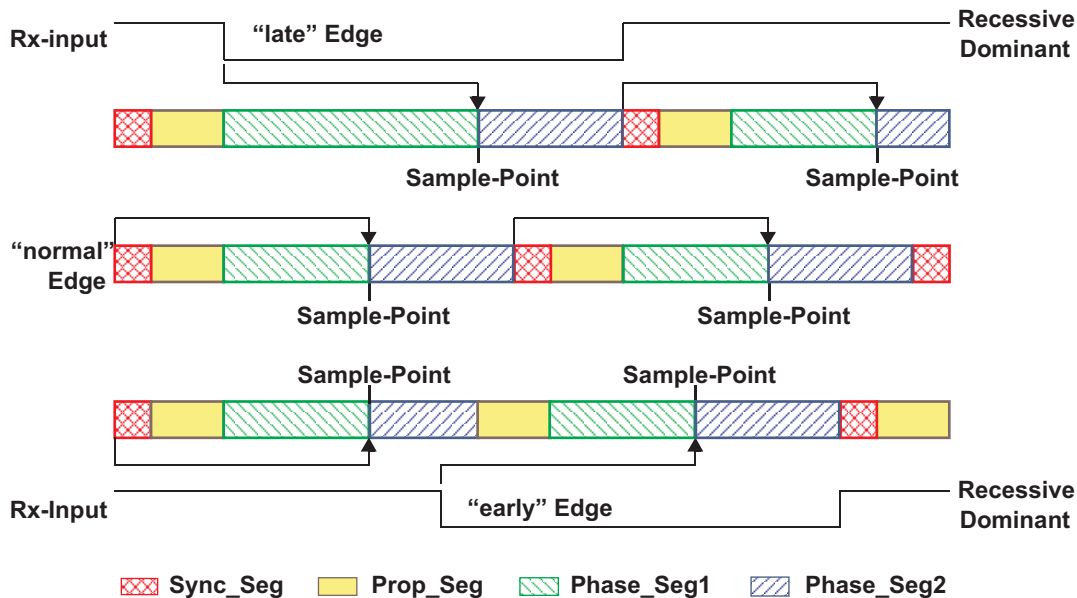 Rx-input
“late” Edge
Recessive
Dominant
Sample-Point
Sample-Point
“normal”
Edge
Sample-Point
Sample-Point
Sample-Point
Sample-Point
Rx-Input
“early” Edge
Recessive
Dominant
Sync_Seg
Prop_Seg
Phase_Seg1
Phase_Seg2